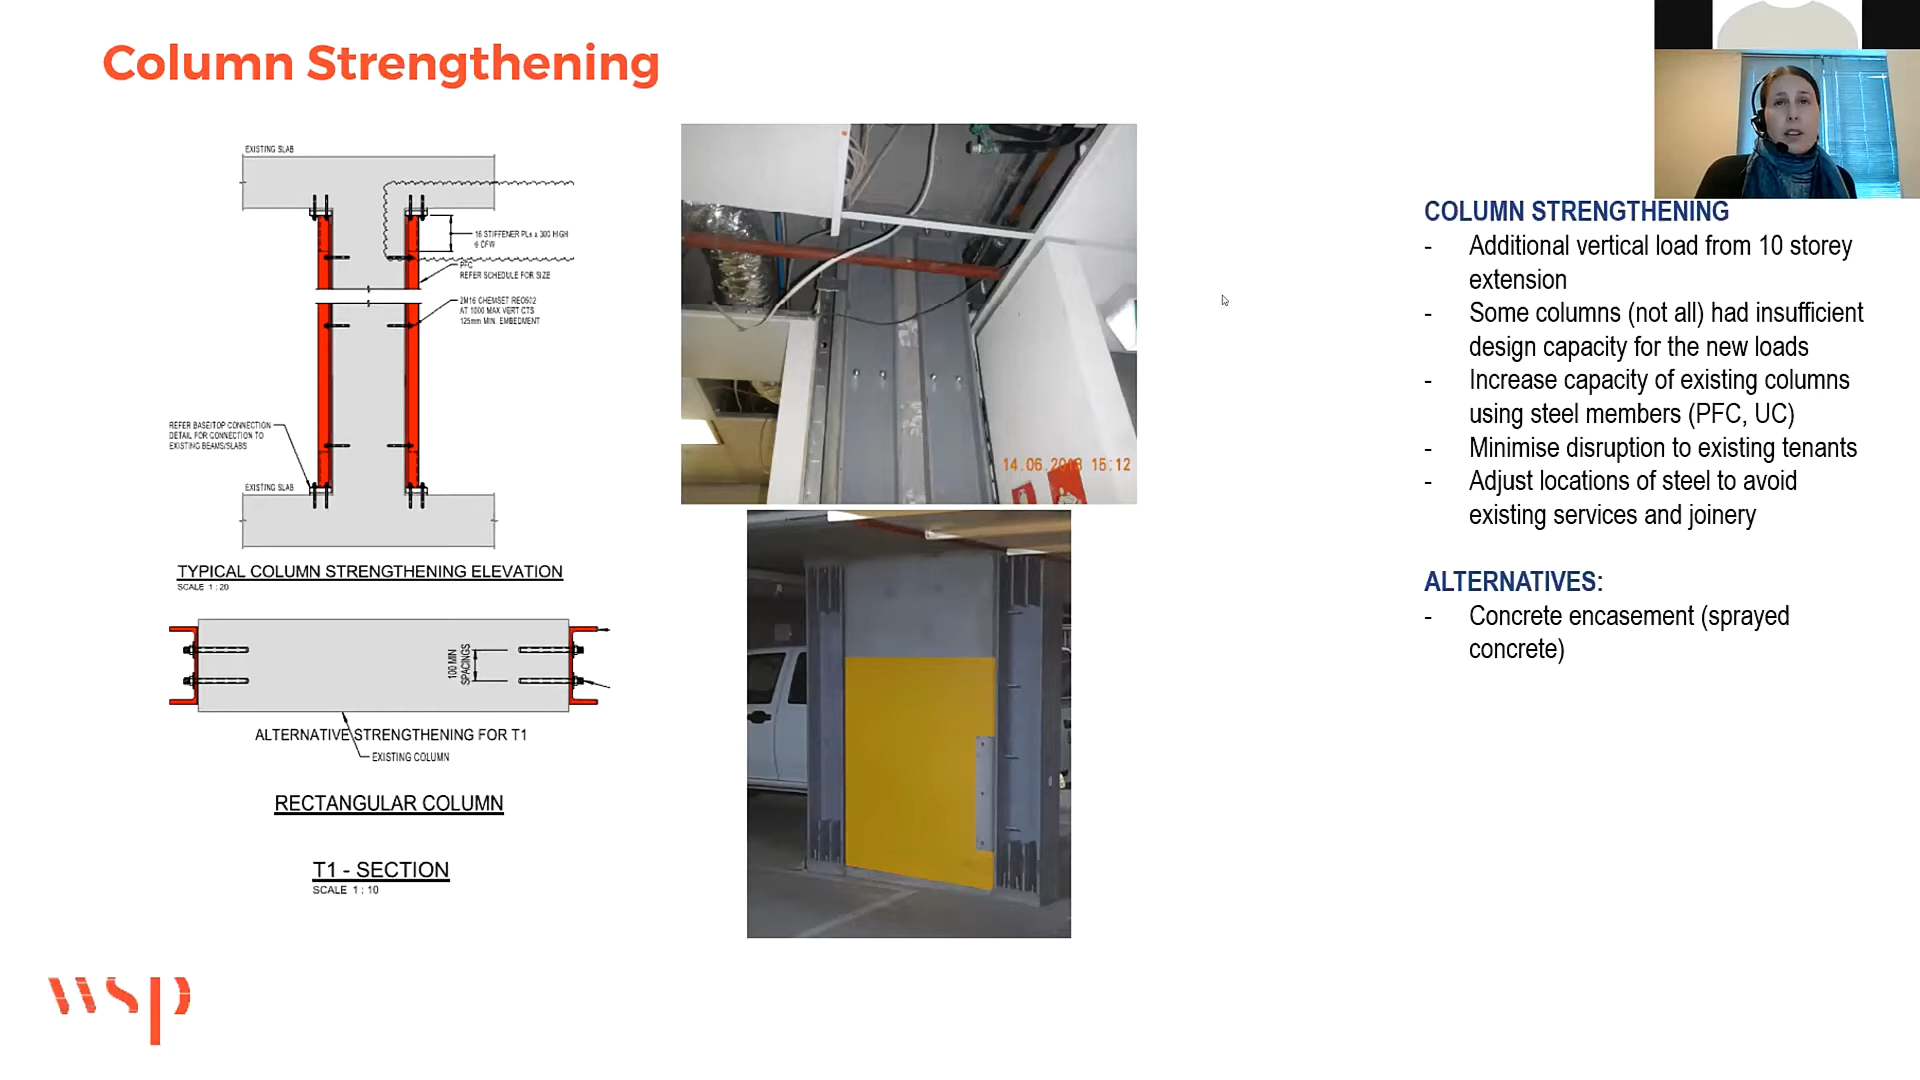 Column Strengthening
EXISTING SLAB
16 STIFFENER PLs x 300 HIGH
6 CFW
PFC
REFER SCHEDULE FOR SIZE
2M16 CHEMSET REO502
AT 1000 MAX VERT CTS
125mm MIN. EMBEDMENT
REFER BASE/TOP CONNECTION
DETAIL FOR CONNECTION TO
EXISTING BEAMS/SLABS
EXISTING SLAB
TYPICAL COLUMN STRENGTHENING ELEVATION
SCALE 1 : 20
100 MIN
SPACINGS
ALTERNATIVE STRENGTHENING FOR T1
EXISTING COLUMN
RECTANGULAR COLUMN
T1 - SECTION
SCALE 1 : 10
14.06.2018 15:12
COLUMN STRENGTHENING
- Additional vertical load from 10 storey
extension
- Some columns (not all) had insufficient
design capacity for the new loads
- Increase capacity of existing columns
using steel members (PFC, UC)
- Minimise disruption to existing tenants
- Adjust locations of steel to avoid
existing services and joinery
ALTERNATIVES:
- Concrete encasement (sprayed
concrete)
wsp